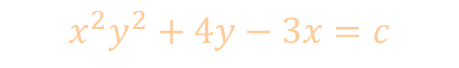 x²y² + 4y − 3x = c